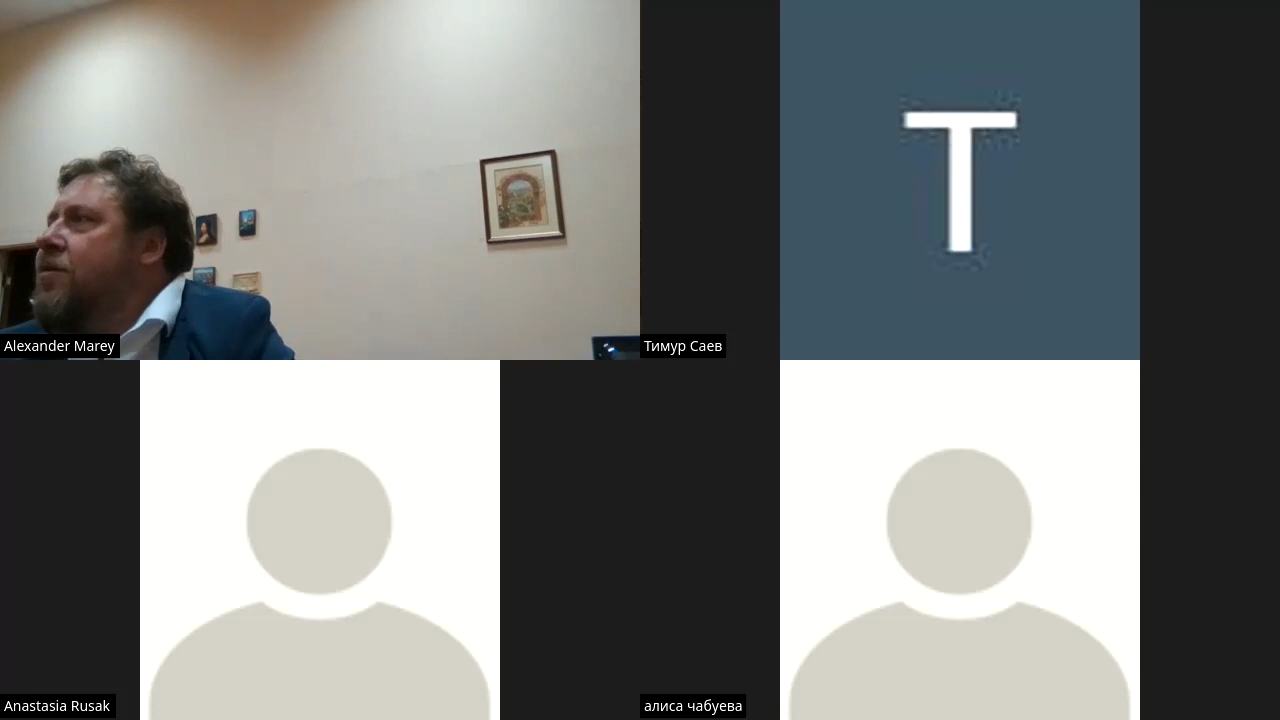 T
Alexander Marey
Тимур Саев
Anastasia Rusak
алиса чабуева